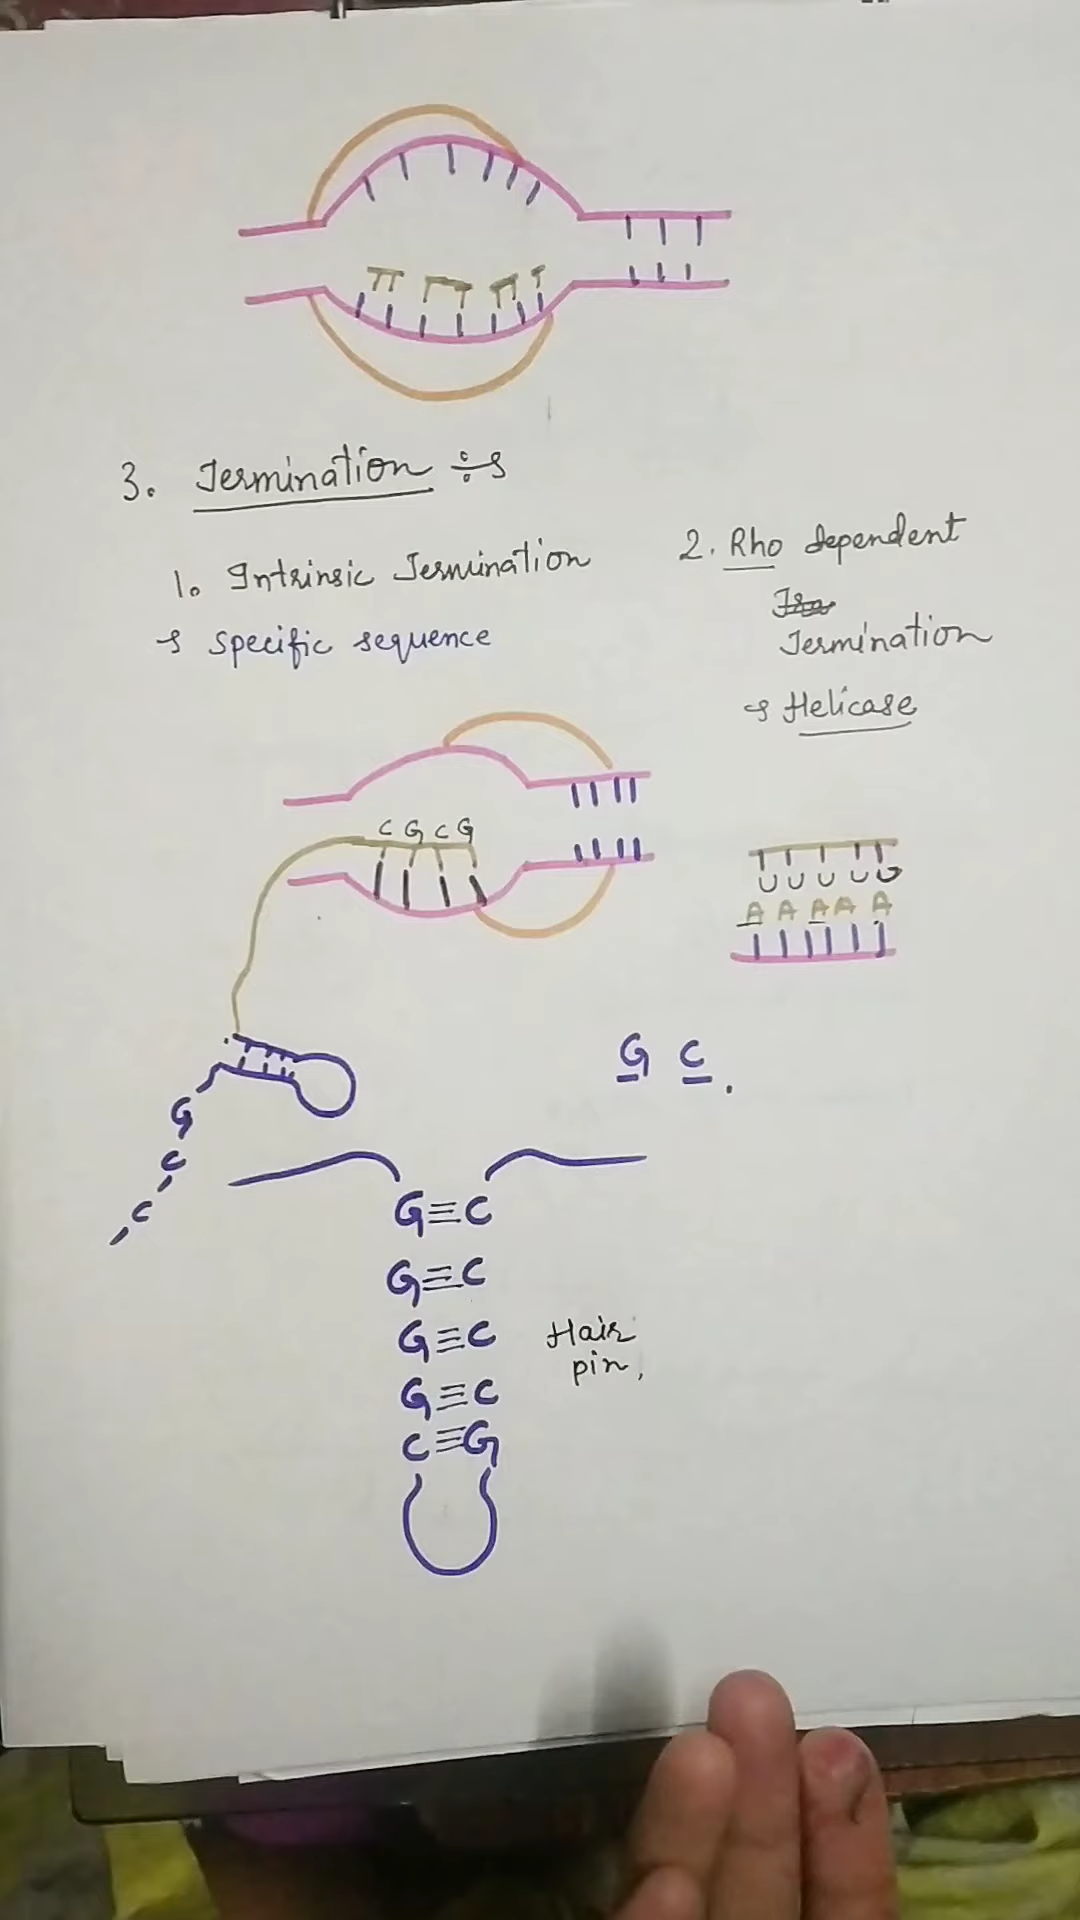 3. Termination :-
1. Intrinsic Termination
→ Specific sequence
2. Rho dependent
Termination
→ Helicase
C G C G
U U U U U
A A A A A
G C.
G
C
C
G≡C
G≡C
G≡C
G≡C
C≡G
Hair
pin,